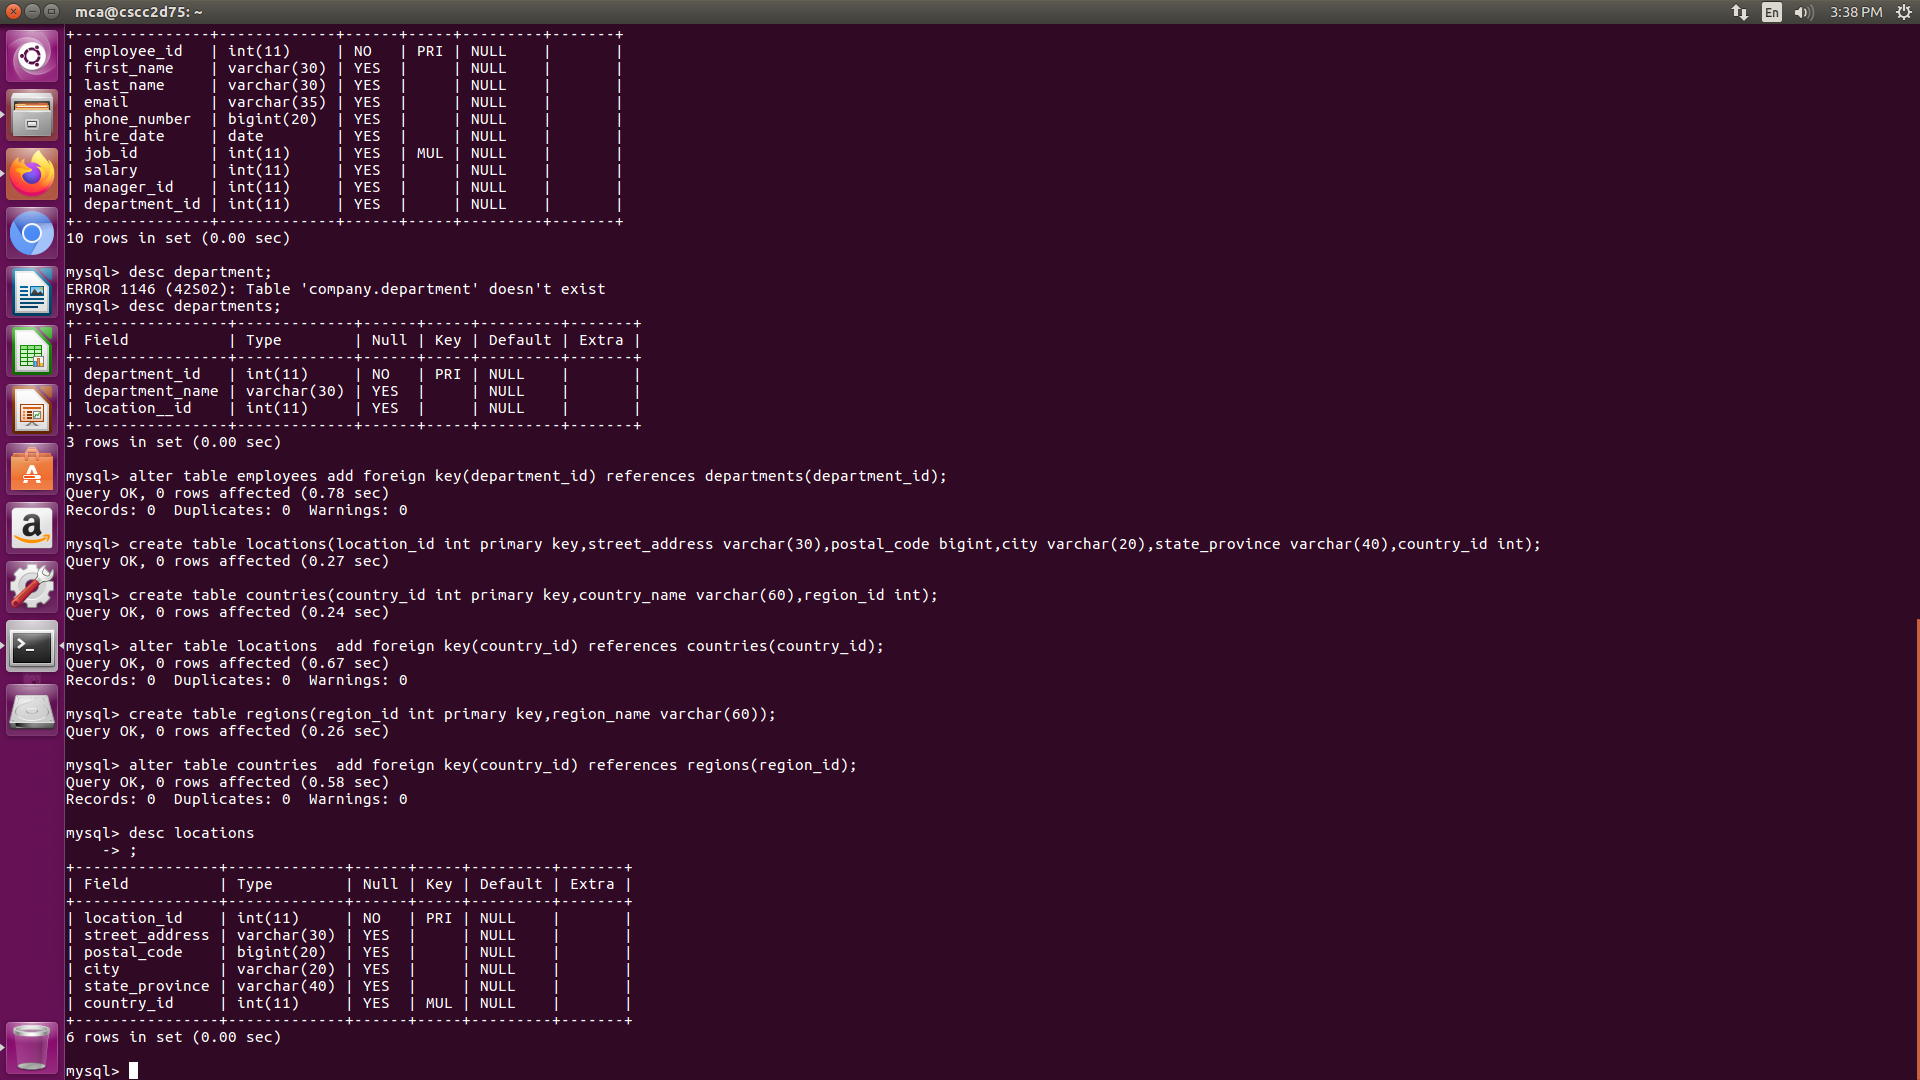 mca@cscc2d75: ~
En
3:38 PM
+---------------+-------------+------+-----+---------+-------+
| employee_id   | int(11)     | NO   | PRI | NULL    |       |
| first_name    | varchar(30) | YES  |     | NULL    |       |
| last_name     | varchar(30) | YES  |     | NULL    |       |
| email         | varchar(35) | YES  |     | NULL    |       |
| phone_number  | bigint(20)  | YES  |     | NULL    |       |
| hire_date     | date        | YES  |     | NULL    |       |
| job_id        | int(11)     | YES  | MUL | NULL    |       |
| salary        | int(11)     | YES  |     | NULL    |       |
| manager_id    | int(11)     | YES  |     | NULL    |       |
| department_id | int(11)     | YES  |     | NULL    |       |
+---------------+-------------+------+-----+---------+-------+
10 rows in set (0.00 sec)
mysql> desc department;
ERROR 1146 (42S02): Table 'company.department' doesn't exist
mysql> desc departments;
+-----------------+-------------+------+-----+---------+-------+
| Field           | Type        | Null | Key | Default | Extra |
+-----------------+-------------+------+-----+---------+-------+
| department_id   | int(11)     | NO   | PRI | NULL    |       |
| department_name | varchar(30) | YES  |     | NULL    |       |
| location__id    | int(11)     | YES  |     | NULL    |       |
+-----------------+-------------+------+-----+---------+-------+
3 rows in set (0.00 sec)
mysql> alter table employees add foreign key(department_id) references departments(department_id);
Query OK, 0 rows affected (0.78 sec)
Records: 0  Duplicates: 0  Warnings: 0
mysql> create table locations(location_id int primary key,street_address varchar(30),postal_code bigint,city varchar(20),state_province varchar(40),country_id int);
Query OK, 0 rows affected (0.27 sec)
mysql> create table countries(country_id int primary key,country_name varchar(60),region_id int);
Query OK, 0 rows affected (0.24 sec)
mysql> alter table locations  add foreign key(country_id) references countries(country_id);
Query OK, 0 rows affected (0.67 sec)
Records: 0  Duplicates: 0  Warnings: 0
mysql> create table regions(region_id int primary key,region_name varchar(60));
Query OK, 0 rows affected (0.26 sec)
mysql> alter table countries  add foreign key(country_id) references regions(region_id);
Query OK, 0 rows affected (0.58 sec)
Records: 0  Duplicates: 0  Warnings: 0
mysql> desc locations
    -> ;
+----------------+-------------+------+-----+---------+-------+
| Field          | Type        | Null | Key | Default | Extra |
+----------------+-------------+------+-----+---------+-------+
| location_id    | int(11)     | NO   | PRI | NULL    |       |
| street_address | varchar(30) | YES  |     | NULL    |       |
| postal_code    | bigint(20)  | YES  |     | NULL    |       |
| city           | varchar(20) | YES  |     | NULL    |       |
| state_province | varchar(40) | YES  |     | NULL    |       |
| country_id     | int(11)     | YES  | MUL | NULL    |       |
+----------------+-------------+------+-----+---------+-------+
6 rows in set (0.00 sec)
mysql>